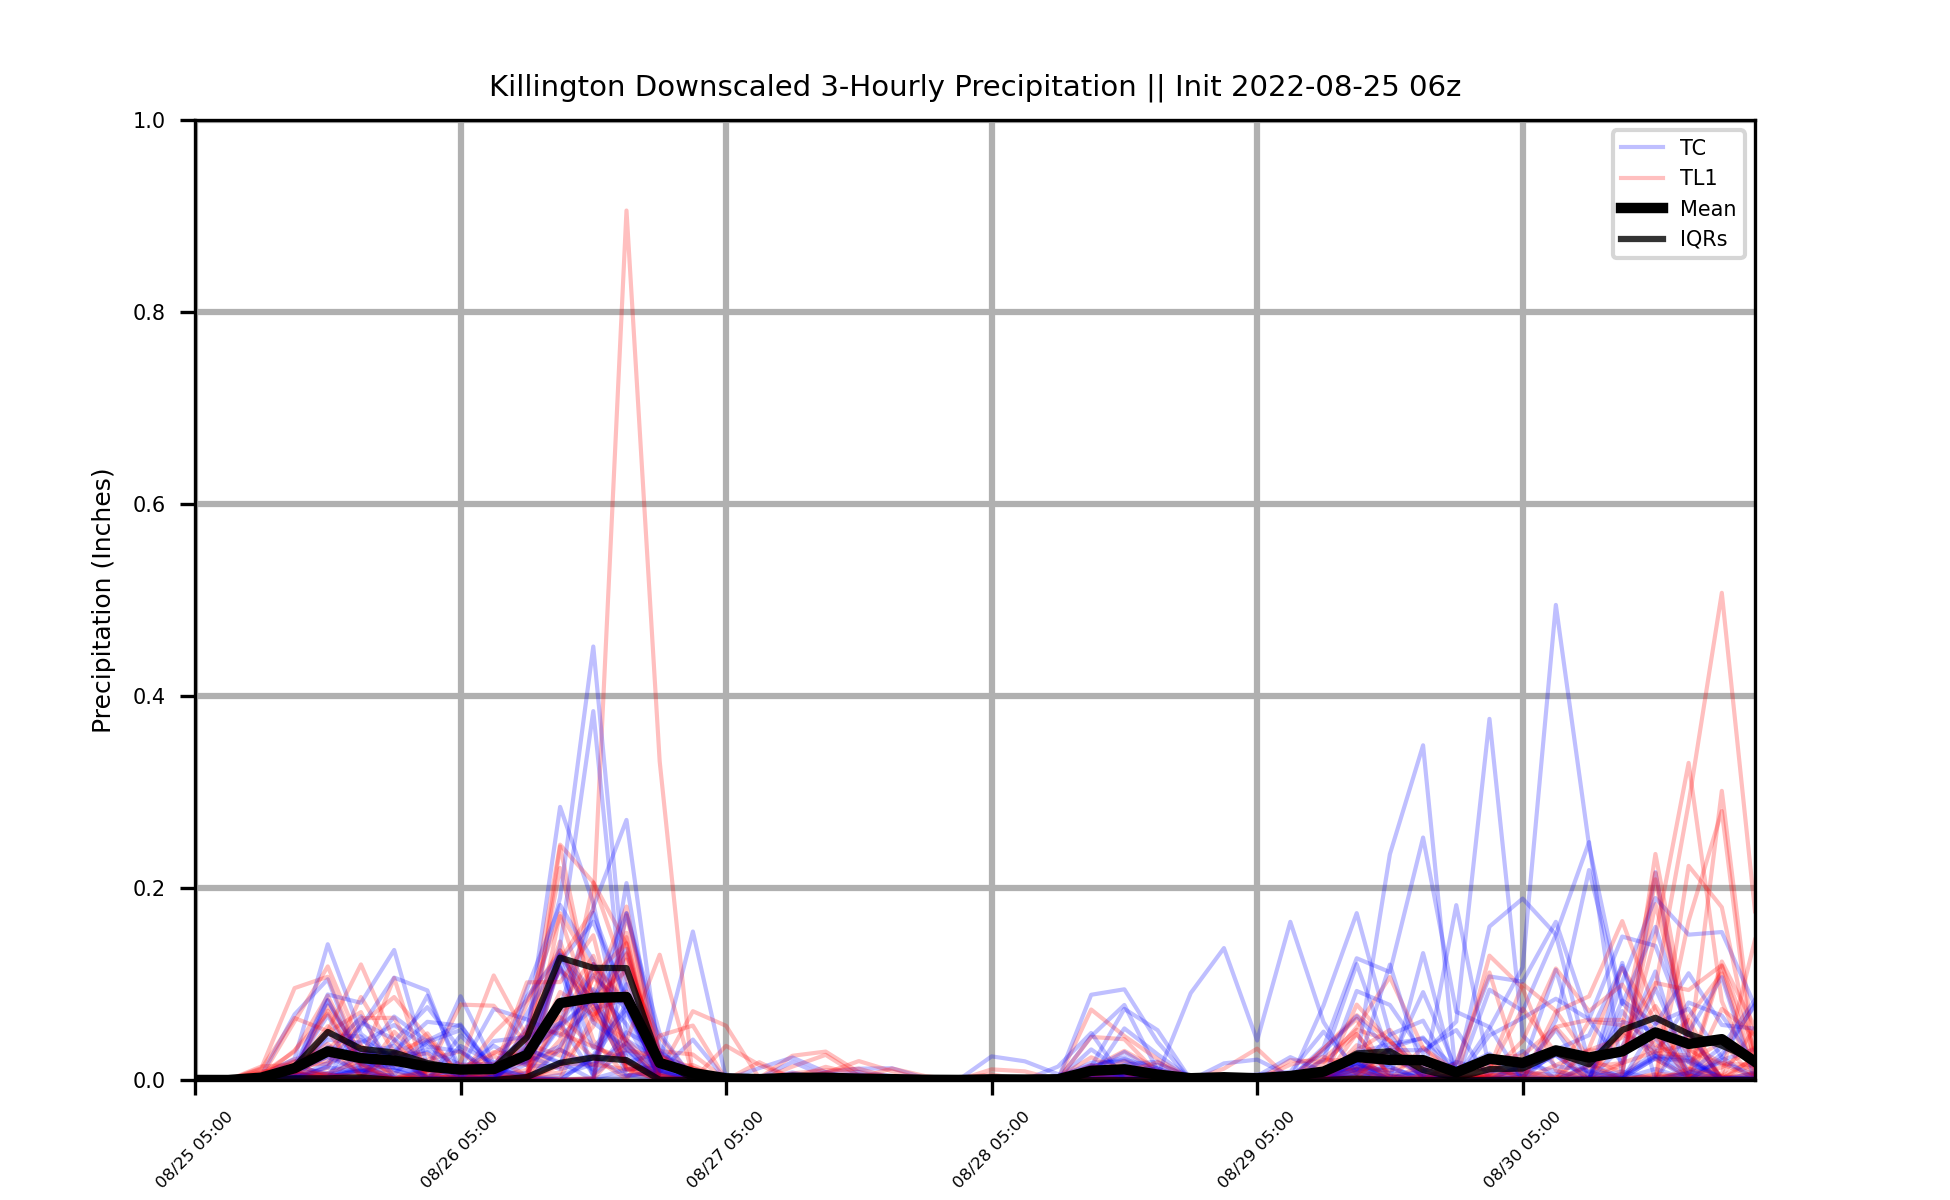 Killington Downscaled 3-Hourly Precipitation || Init 2022-08-25 06z
1.0
0.8
0.6
0.4
0.2
0.0
Precipitation (Inches)
TC
TL1
Mean
IQRs
08/25 05:00
08/26 05:00
08/27 05:00
08/28 05:00
08/29 05:00
08/30 05:00